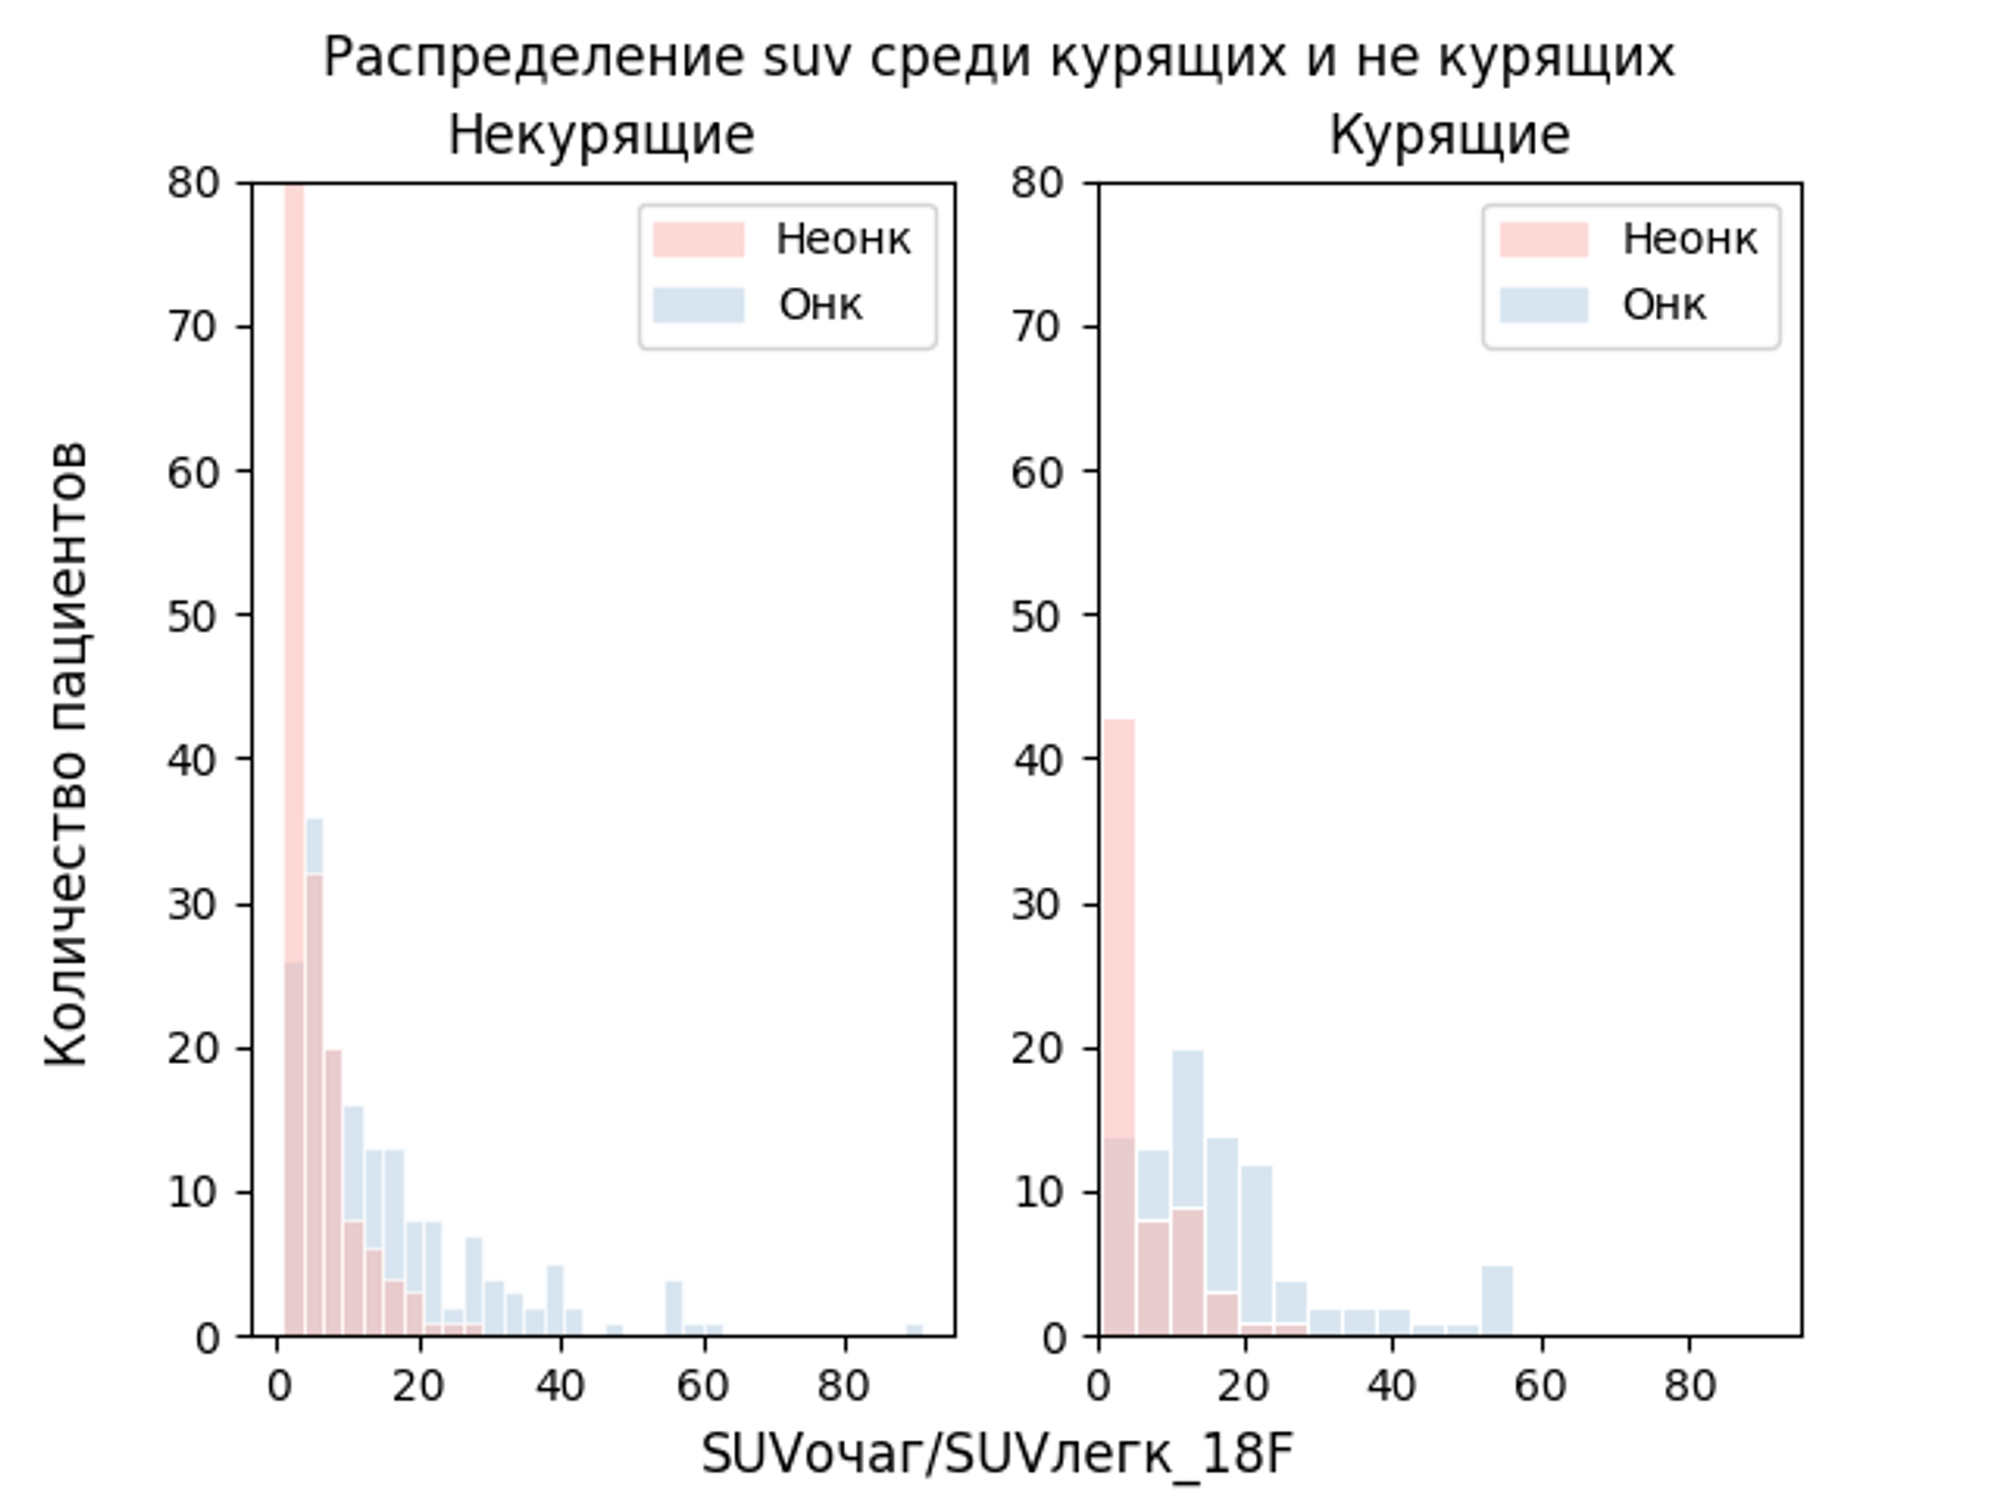 Распределение suv среди курящих и не курящих
Некурящие
Курящие
Количество пациентов
80
70
60
50
40
30
20
10
0
0 20 40 60 80
Неонк
Онк
80
70
60
50
40
30
20
10
0
0 20 40 60 80
Неонк
Онк
SUVочаг/SUVлегк_18F